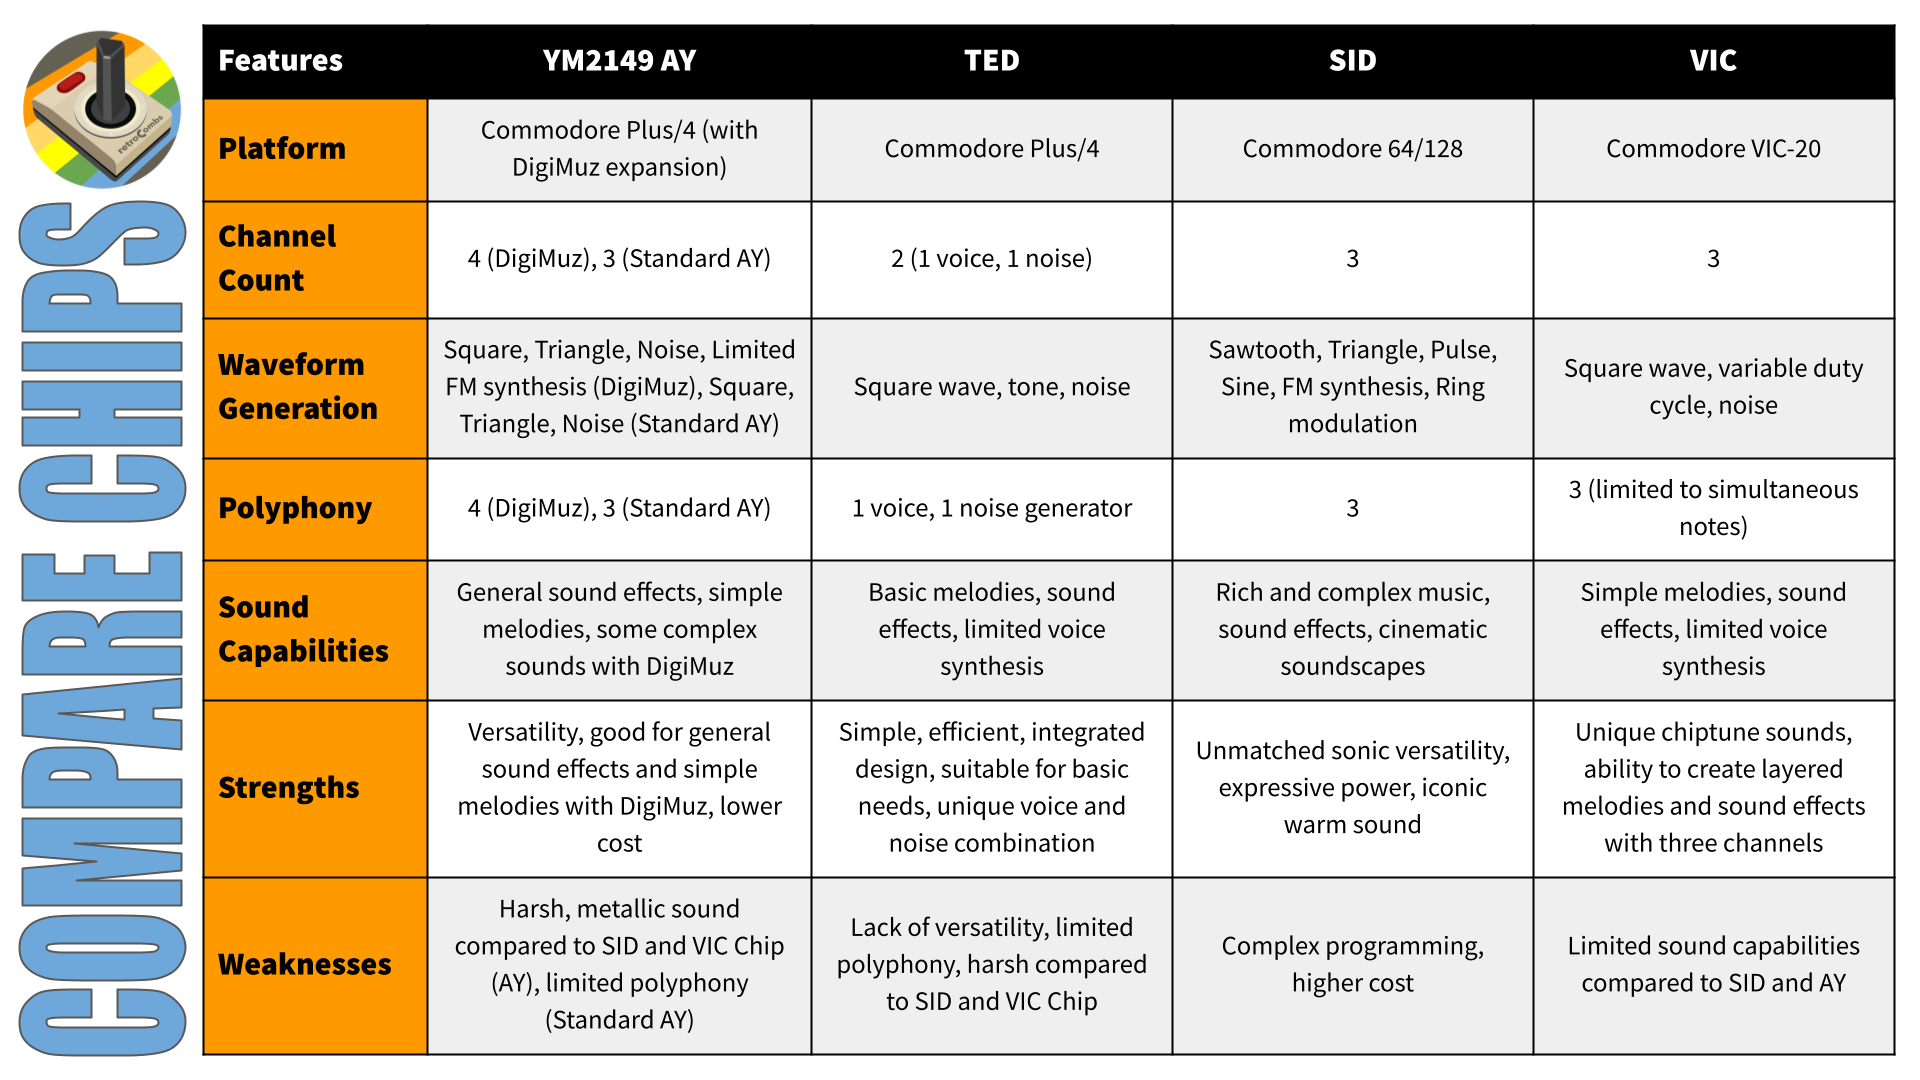 COMPARE CHIPS
retroCombs
Features
YM2149 AY
TED
SID
VIC
Platform
Commodore Plus/4 (with
DigiMuz expansion)
Commodore Plus/4
Commodore 64/128
Commodore VIC-20
Channel
Count
4 (DigiMuz), 3 (Standard AY)
2 (1 voice, 1 noise)
3
3
Waveform
Generation
Square, Triangle, Noise, Limited
FM synthesis (DigiMuz), Square,
Triangle, Noise (Standard AY)
Square wave, tone, noise
Sawtooth, Triangle, Pulse,
Sine, FM synthesis, Ring
modulation
Square wave, variable duty
cycle, noise
Polyphony
4 (DigiMuz), 3 (Standard AY)
1 voice, 1 noise generator
3
3 (limited to simultaneous
notes)
Sound
Capabilities
General sound effects, simple
melodies, some complex
sounds with DigiMuz
Basic melodies, sound
effects, limited voice
synthesis
Rich and complex music,
sound effects, cinematic
soundscapes
Simple melodies, sound
effects, limited voice
synthesis
Strengths
Versatility, good for general
sound effects and simple
melodies with DigiMuz, lower
cost
Simple, efficient, integrated
design, suitable for basic
needs, unique voice and
noise combination
Unmatched sonic versatility,
expressive power, iconic
warm sound
Unique chiptune sounds,
ability to create layered
melodies and sound effects
with three channels
Weaknesses
Harsh, metallic sound
compared to SID and VIC Chip
(AY), limited polyphony
(Standard AY)
Lack of versatility, limited
polyphony, harsh compared
to SID and VIC Chip
Complex programming,
higher cost
Limited sound capabilities
compared to SID and AY